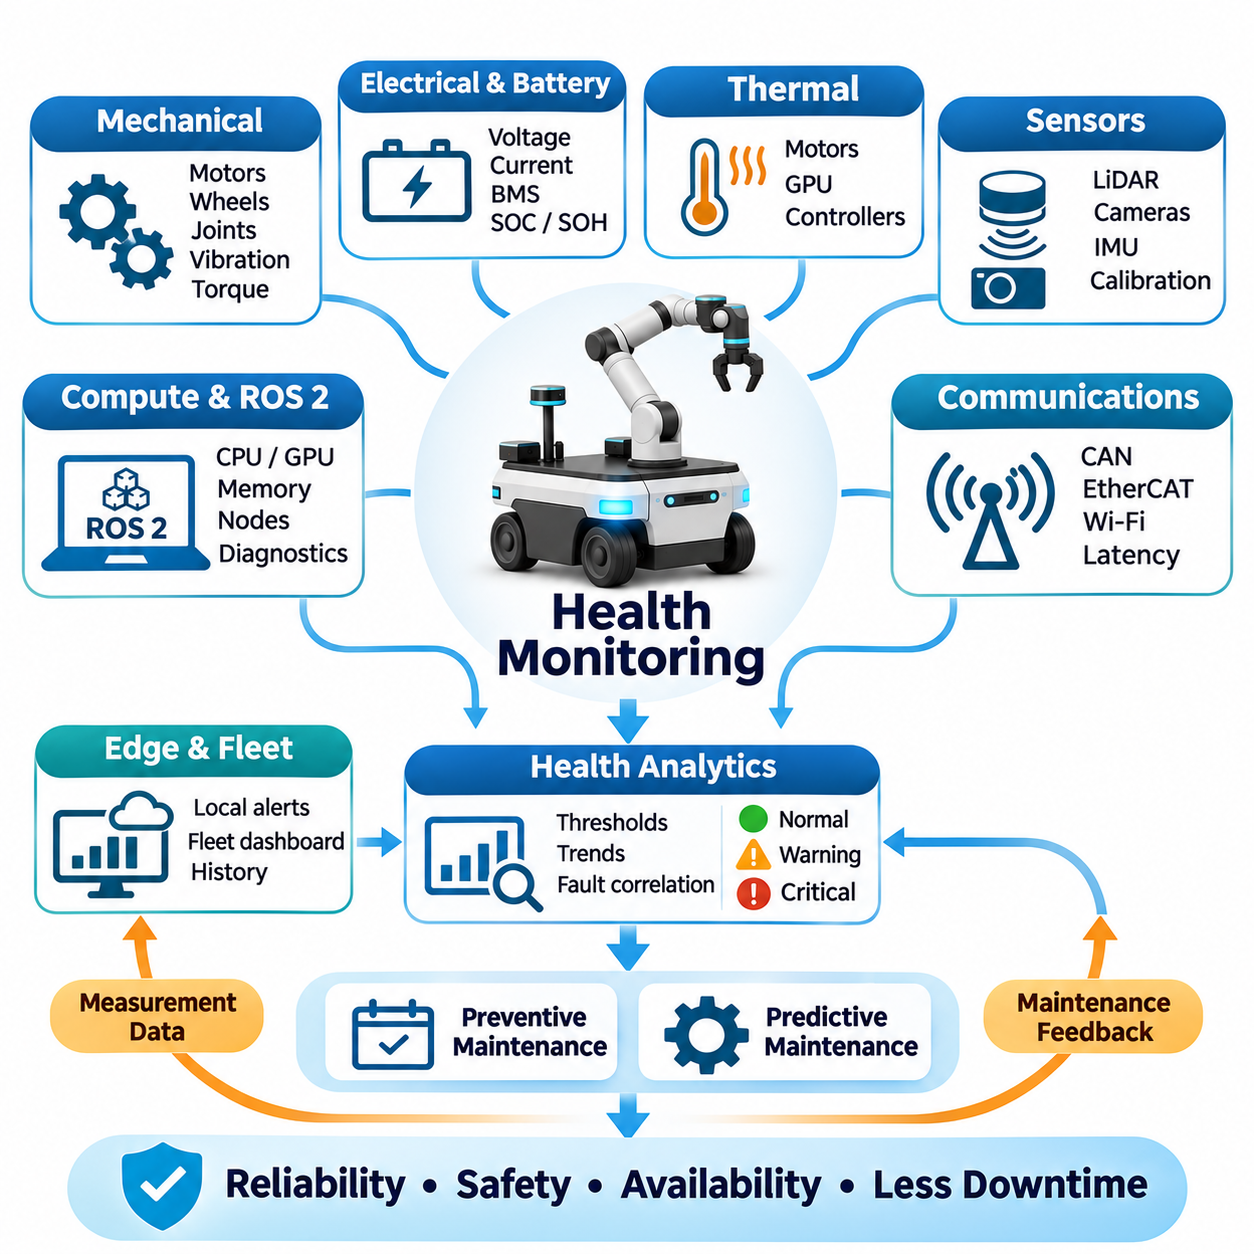 Electrical & Battery
Voltage
Current
BMS
SOC / SOH
Thermal
Motors
GPU
Controllers
Mechanical
Motors
Wheels
Joints
Vibration
Torque
Sensors
LiDAR
Cameras
IMU
Calibration
Compute & ROS 2
ROS 2
CPU / GPU
Memory
Nodes
Diagnostics
Communications
CAN
EtherCAT
Wi-Fi
Latency
Health
Monitoring
Edge & Fleet
Local alerts
Fleet dashboard
History
Health Analytics
Thresholds
Trends
Fault correlation
Normal
Warning
Critical
Measurement
Data
Preventive
Maintenance
Predictive
Maintenance
Maintenance
Feedback
Reliability • Safety • Availability • Less Downtime